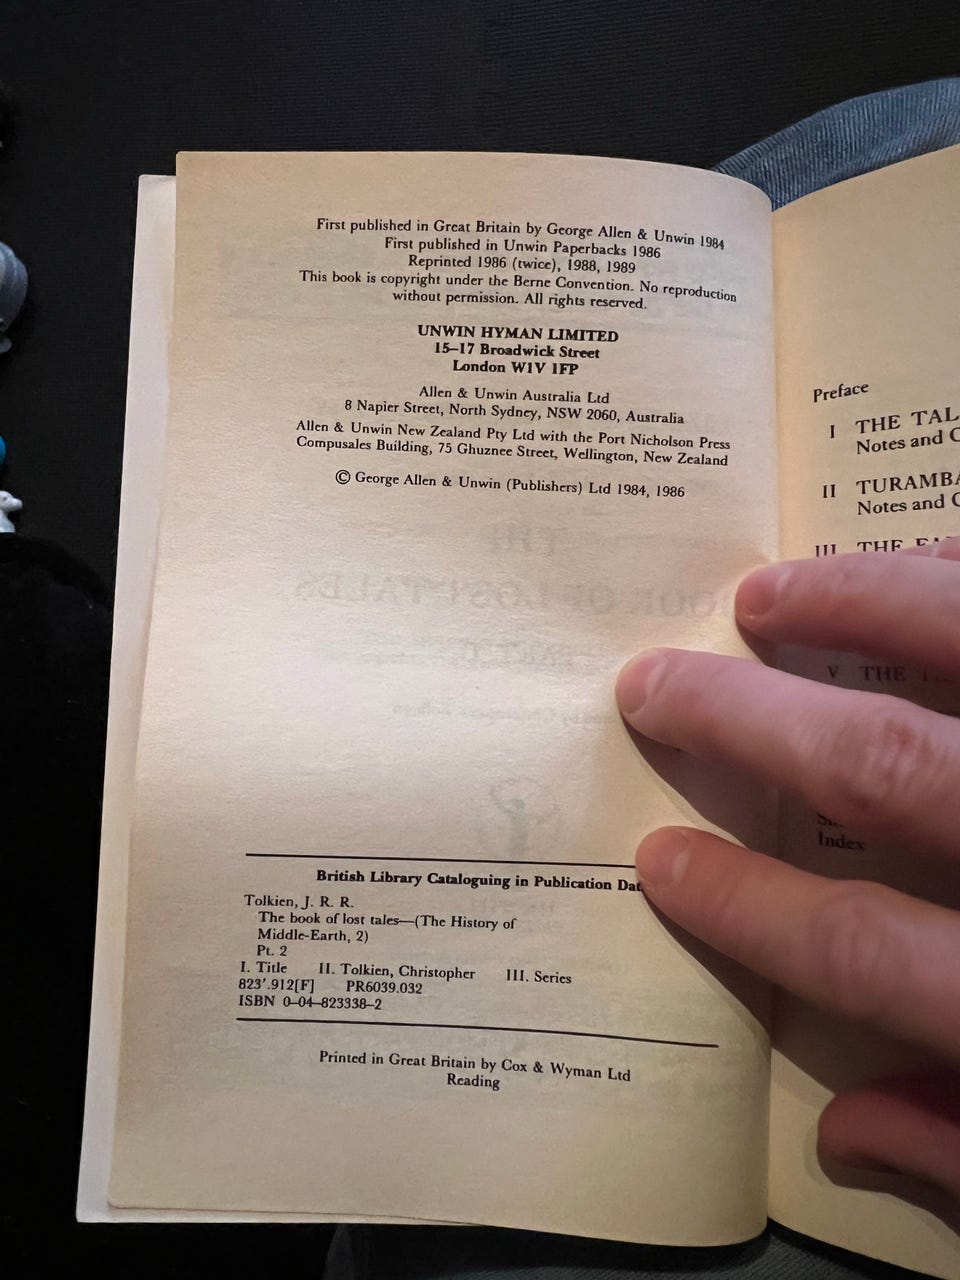 First published in Great Britain by George Allen & Unwin 1984
First published in Unwin Paperbacks 1986
Reprinted 1986 (twice), 1988, 1989
This book is copyright under the Berne Convention. No reproduction
without permission. All rights reserved.
UNWIN HYMAN LIMITED
15–17 Broadwick Street
London W1V 1FP
Allen & Unwin Australia Ltd
8 Napier Street, North Sydney, NSW 2060, Australia
Allen & Unwin New Zealand Pty Ltd with the Port Nicholson Press
Compusales Building, 75 Ghuznee Street, Wellington, New Zealand
© George Allen & Unwin (Publishers) Ltd 1984, 1986
British Library Cataloguing in Publication Dat
Tolkien, J. R. R.
The book of lost tales—(The History of
Middle-Earth, 2)
Pt. 2
I. Title II. Tolkien, Christopher III. Series
823'.912[F] PR6039.032
ISBN 0–04–823338–2
Printed in Great Britain by Cox & Wyman Ltd
Reading
Preface
I THE TAL
Notes and C
II TURAMBA
Notes and C
III THE
V THE
Index